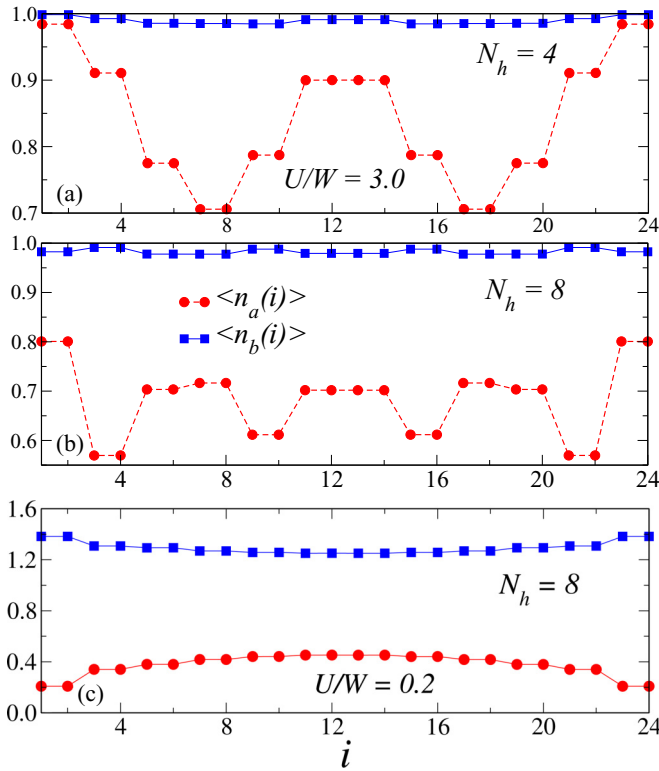 1.0
N_h = 4
0.9
0.8
U/W = 3.0
(a)
0.7
4 8 12 16 20 24
1.0
0.9
N_h = 8
<n_a(i)>
0.8
<n_b(i)>
0.7
0.6
(b)
4 8 12 16 20 24
1.6
1.2
N_h = 8
0.8
0.4
U/W = 0.2
(c)
0.0
4 8 12 16 20 24
i